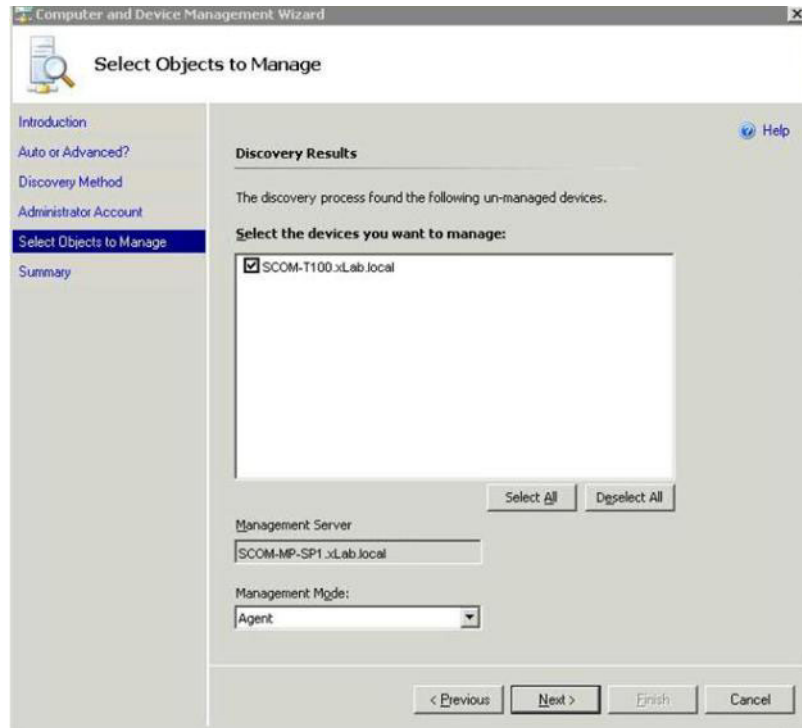 Computer and Device Management Wizard
Select Objects to Manage
Introduction
Auto or Advanced?
Discovery Method
Administrator Account
Select Objects to Manage
Summary
Help
Discovery Results
The discovery process found the following un-managed devices.
Select the devices you want to manage:
SCOM-T100.xLab.local
Select All
Deselect All
Management Server
SCOM-MP-SP1.xLab.local
Management Mode:
Agent
< Previous
Next >
Finish
Cancel